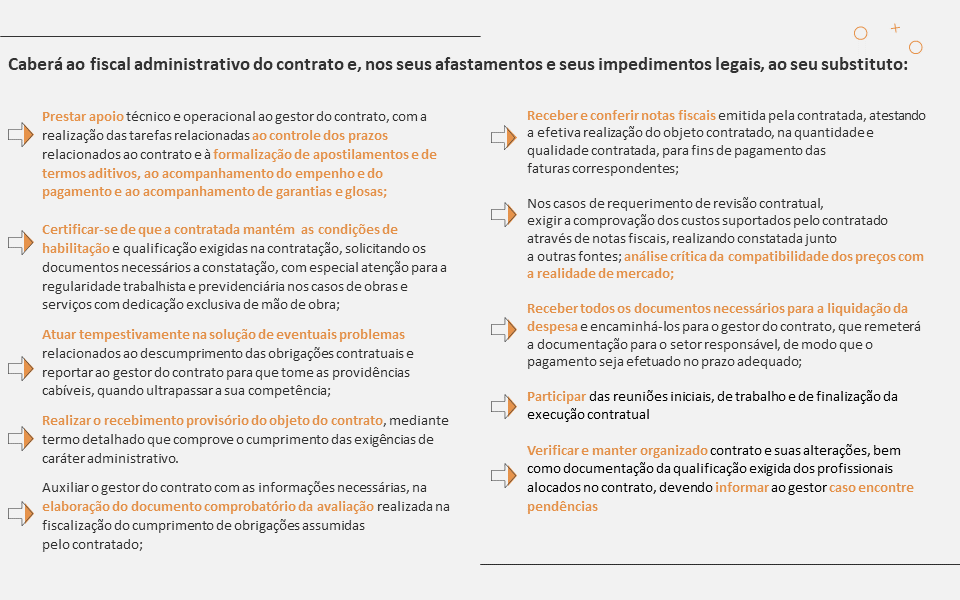 Caberá ao fiscal administrativo do contrato e, nos seus afastamentos e seus impedimentos legais, ao seu substituto:
Prestar apoio técnico e operacional ao gestor do contrato, com a
realização das tarefas relacionadas ao controle dos prazos
relacionados ao contrato e à formalização de apostilamentos e de
termos aditivos, ao acompanhamento do empenho e do
pagamento e ao acompanhamento de garantias e glosas;
Certificar-se de que a contratada mantém as condições de
habilitação e qualificação exigidas na contratação, solicitando os
documentos necessários a constatação, com especial atenção para a
regularidade trabalhista e previdenciária nos casos de obras e
serviços com dedicação exclusiva de mão de obra;
Atuar tempestivamente na solução de eventuais problemas
relacionados ao descumprimento das obrigações contratuais e
reportar ao gestor do contrato para que tome as providências
cabíveis, quando ultrapassar a sua competência;
Realizar o recebimento provisório do objeto do contrato, mediante
termo detalhado que comprove o cumprimento das exigências de
caráter administrativo.
Auxiliar o gestor do contrato com as informações necessárias, na
elaboração do documento comprobatório da avaliação realizada na
fiscalização do cumprimento de obrigações assumidas
pelo contratado;
Receber e conferir notas fiscais emitida pela contratada, atestando
a efetiva realização do objeto contratado, na quantidade e
qualidade contratada, para fins de pagamento das
faturas correspondentes;
Nos casos de requerimento de revisão contratual,
exigir a comprovação dos custos suportados pelo contratado
através de notas fiscais, realizando constatada junto
a outras fontes; análise crítica da compatibilidade dos preços com
a realidade de mercado;
Receber todos os documentos necessários para a liquidação da
despesa e encaminhá-los para o gestor do contrato, que remeterá
a documentação para o setor responsável, de modo que o
pagamento seja efetuado no prazo adequado;
Participar das reuniões iniciais, de trabalho e de finalização da
execução contratual
Verificar e manter organizado contrato e suas alterações, bem
como documentação da qualificação exigida dos profissionais
alocados no contrato, devendo informar ao gestor caso encontre
pendências